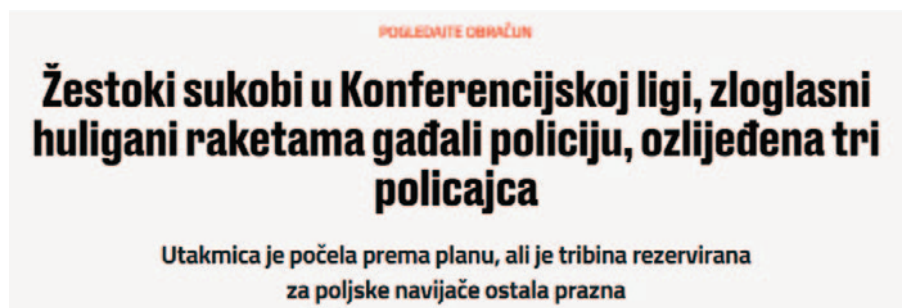 POGLEDAJTE OBRAČUN
Žestoki sukobi u Konferencijskoj ligi, zloglasni
huligani raketama gađali policiju, ozlijeđena tri
policajca
Utakmica je počela prema planu, ali je tribina rezervirana
za poljske navijače ostala prazna